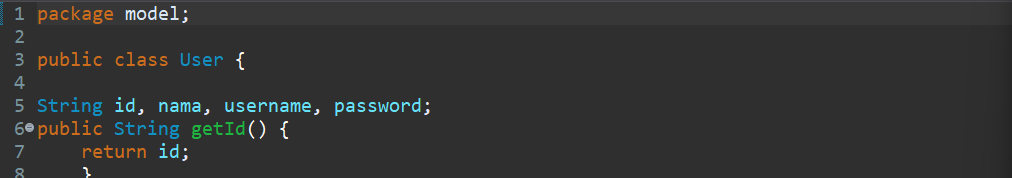 1 package model;
2
3 public class User {
4
5 String id, nama, username, password;
6 public String getId() {
7 return id;
8 }